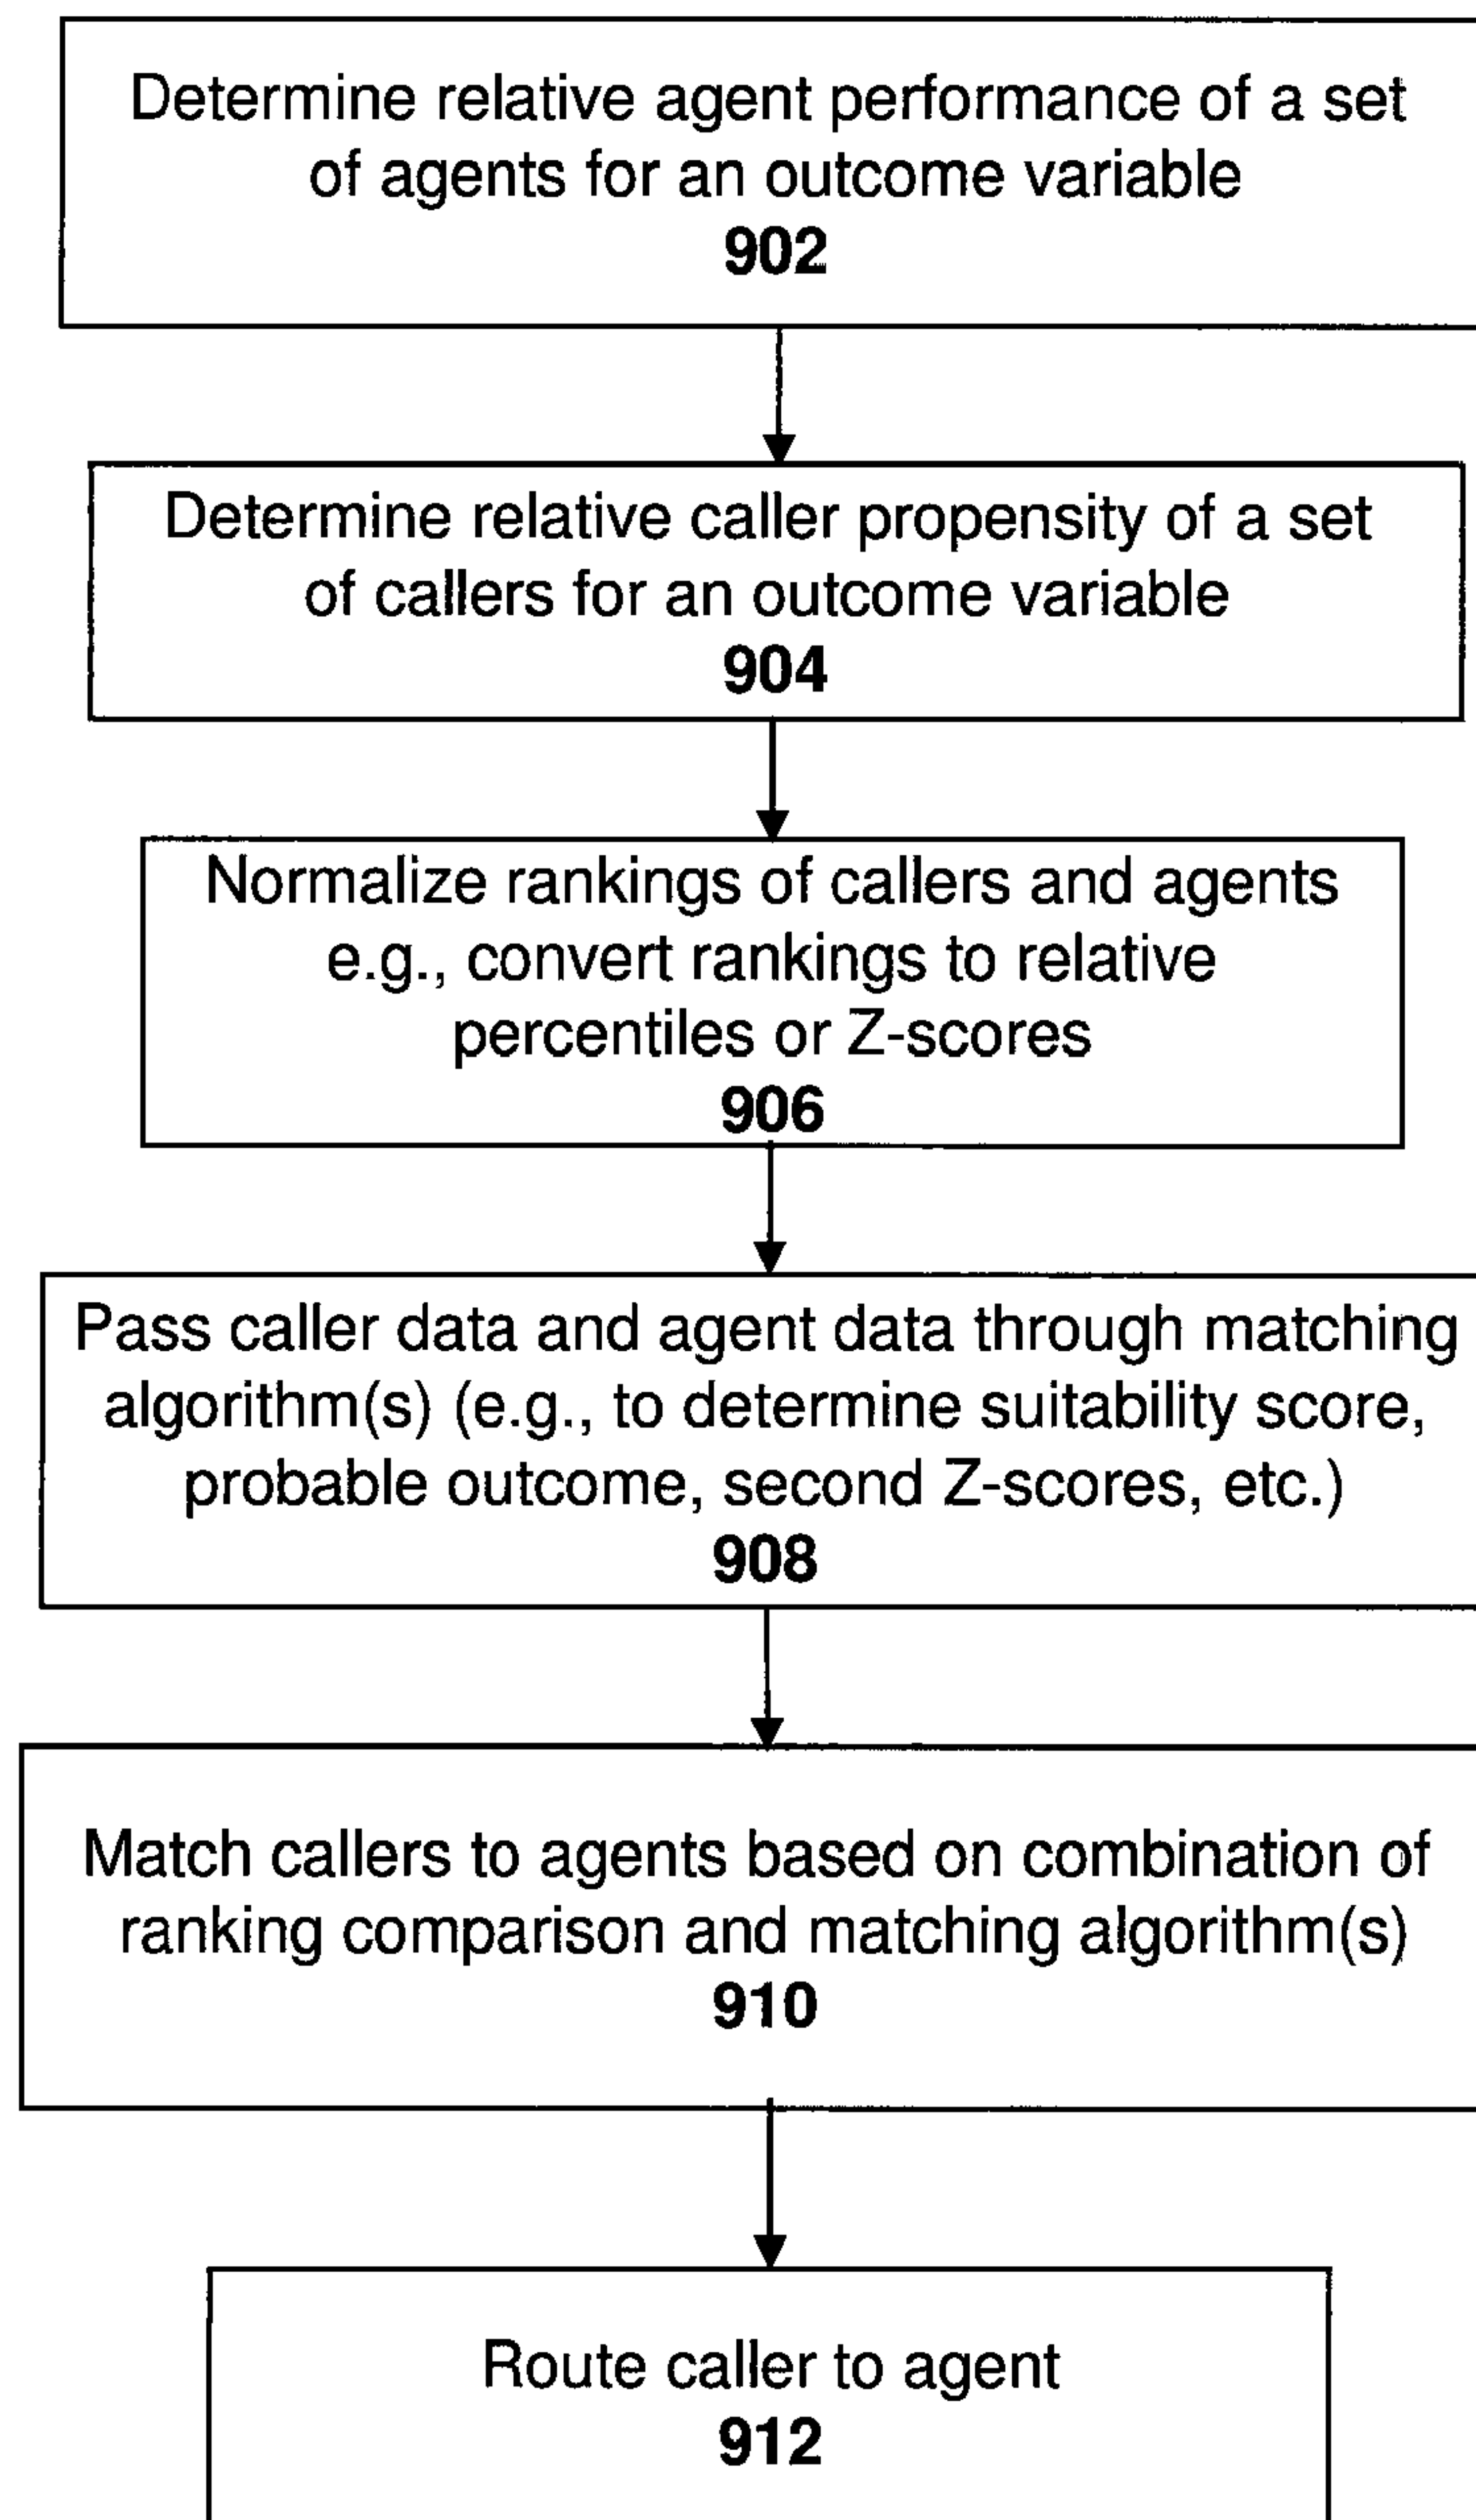 Determine relative agent performance of a set
of agents for an outcome variable
902
Determine relative caller propensity of a set
of callers for an outcome variable
904
Normalize rankings of callers and agents
e.g., convert rankings to relative
percentiles or Z-scores
906
Pass caller data and agent data through matching
algorithm(s) (e.g., to determine suitability score,
probable outcome, second Z-scores, etc.)
908
Match callers to agents based on combination of
ranking comparison and matching algorithm(s)
910
Route caller to agent
912